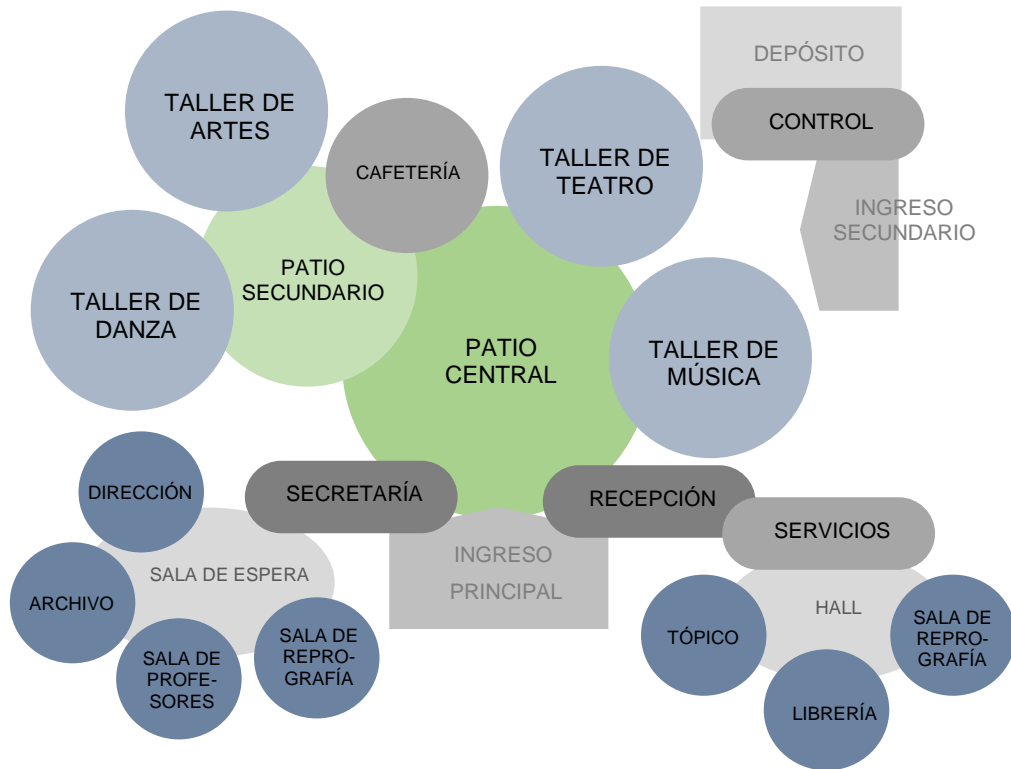 DEPÓSITO
TALLER DE
ARTES
CONTROL
CAFETERÍA
TALLER DE
TEATRO
INGRESO
SECUNDARIO
PATIO
SECUNDARIO
TALLER DE
DANZA
PATIO
CENTRAL
TALLER DE
MÚSICA
DIRECCIÓN
SECRETARÍA
RECEPCIÓN
SERVICIOS
SALA DE ESPERA
INGRESO
PRINCIPAL
ARCHIVO
HALL
TÓPICO
SALA DE
REPRO-
GRAFÍA
SALA DE
REPRO-
GRAFÍA
SALA DE
PROFE-
SORES
LIBRERÍA